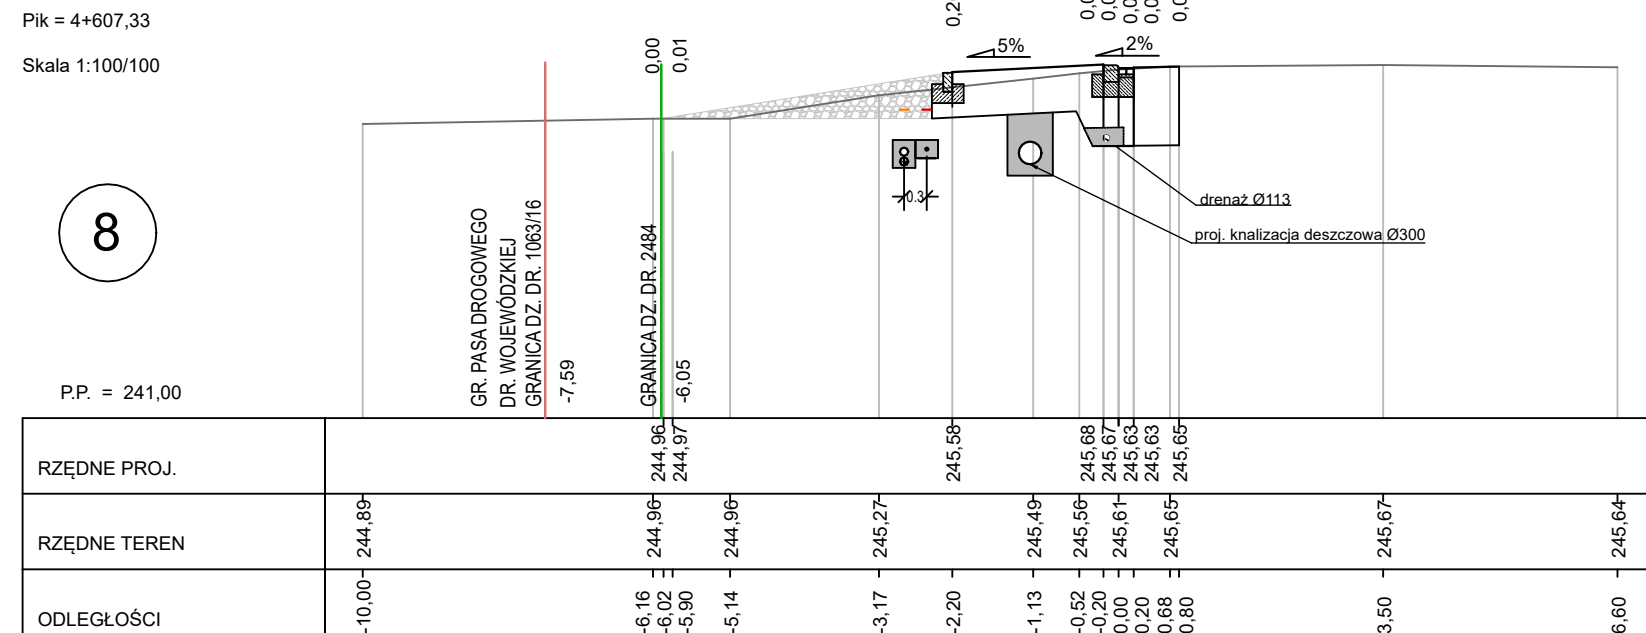 Pik = 4+607,33
Skala 1:100/100
0,00
0,01
5%
2%
8
GR. PASA DROGOWEGO
DR. WOJEWÓDZKIEJ
GRANICA DZ. DR. 1063/16
-7,59
GRANICA DZ. DR. 2484
-6,05
0.3
drenaż Ø113
proj. knalizacja deszczowa Ø300
P.P. = 241,00
RZĘDNE PROJ.
244,96 244,97 245,58 245,68 245,67 245,63 245,63 245,65
RZĘDNE TEREN
244,89 244,96 244,96 245,27 245,49 245,56 245,61 245,65 245,67 245,64
ODLEGŁOŚCI
-10,00 -6,16 -6,02 -5,90 -5,14 -3,17 -2,20 -1,13 -0,52 -0,20 0,00 0,20 0,68 0,80 3,50 6,60